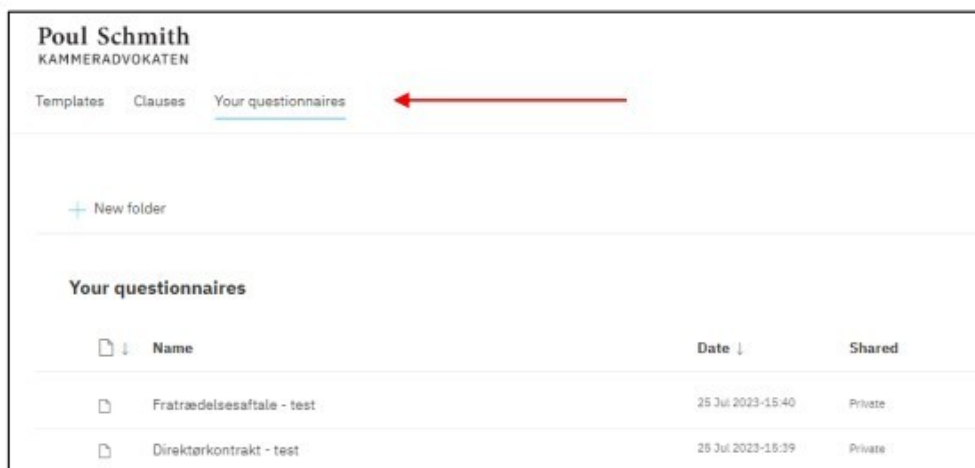 Poul Schmith
KAMMERADVOKATEN
Templates Clauses Your questionnaires
New folder
Your questionnaires
Name Date ↓ Shared
Fratrædelsesaftale - test 25 Jul 2023-15:40 Private
Direktørkontrakt - test 25 Jul 2023-15:39 Private